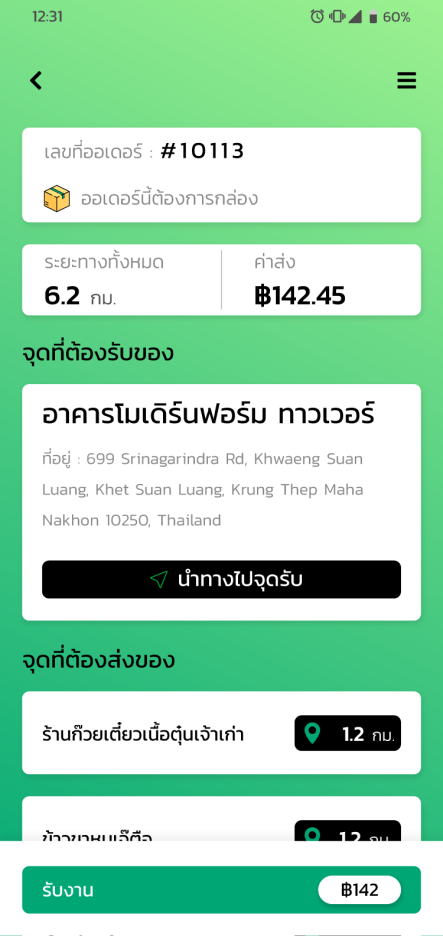 12:31
60%
เลขที่ออเดอร์ : #10113
ออเดอร์นี้ต้องการกล่อง
ระยะทางทั้งหมด
ค่าส่ง
6.2 กม.
฿142.45
จุดที่ต้องรับของ
อาคารโมเดิร์นฟอร์ม ทาวเวอร์
ที่อยู่ : 699 Srinagarindra Rd, Khwaeng Suan
Luang, Khet Suan Luang, Krung Thep Maha
Nakhon 10250, Thailand
นำทางไปจุดรับ
จุดที่ต้องส่งของ
ร้านก๊วยเตี๋ยวเนื้อตุ๋นเจ้าเก่า
1.2 กม.
1.2 กม.
รับงาน
฿142